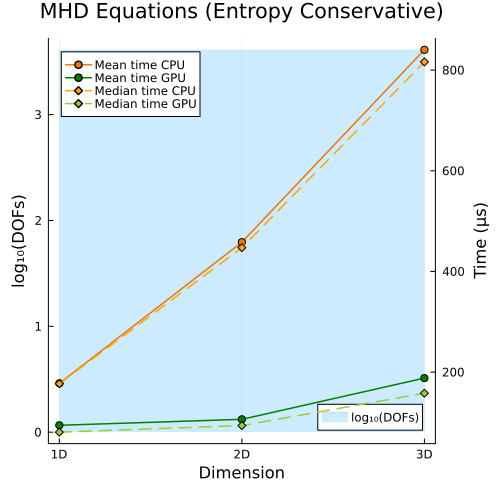 MHD Equations (Entropy Conservative)
Mean time CPU
Mean time GPU
Median time CPU
Median time GPU
log₁₀(DOFs)
3
2
1
0
Time (μs)
800
600
400
200
log₁₀(DOFs)
1D
2D
3D
Dimension